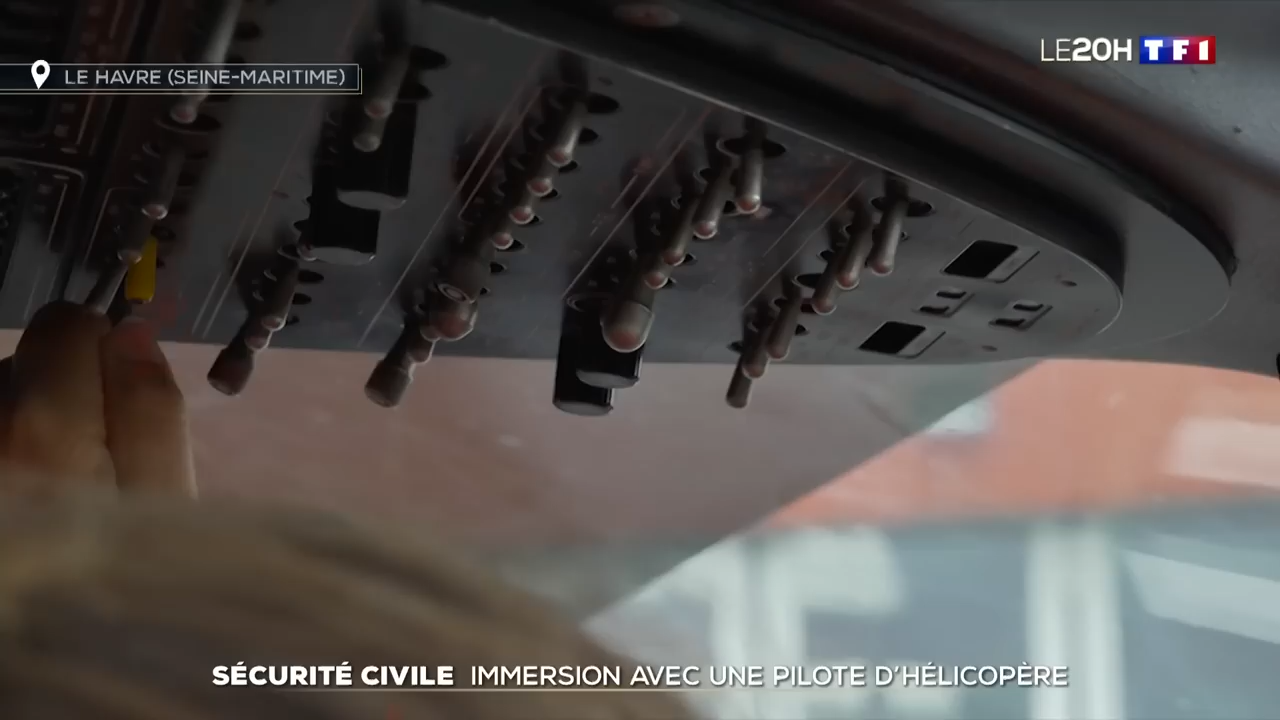 LE20H TF1
LE HAVRE (SEINE-MARITIME)
SÉCURITÉ CIVILE IMMERSION AVEC UNE PILOTE D'HÉLICOPÈRE